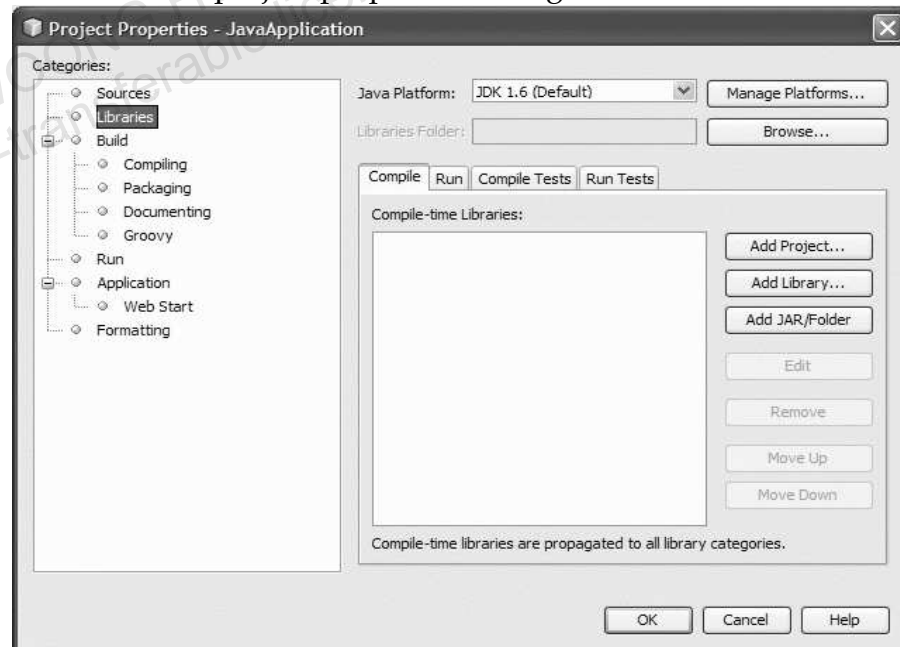 Project Properties - JavaApplication
Categories:
Sources
Libraries
Build
Compiling
Packaging
Documenting
Groovy
Run
Application
Web Start
Formatting
Java Platform: JDK 1.6 (Default) Manage Platforms...
Libraries Folder: Browse...
Compile Run Compile Tests Run Tests
Compile-time Libraries:
Add Project...
Add Library...
Add JAR/Folder
Edit
Remove
Move Up
Move Down
Compile-time libraries are propagated to all library categories.
OK Cancel Help